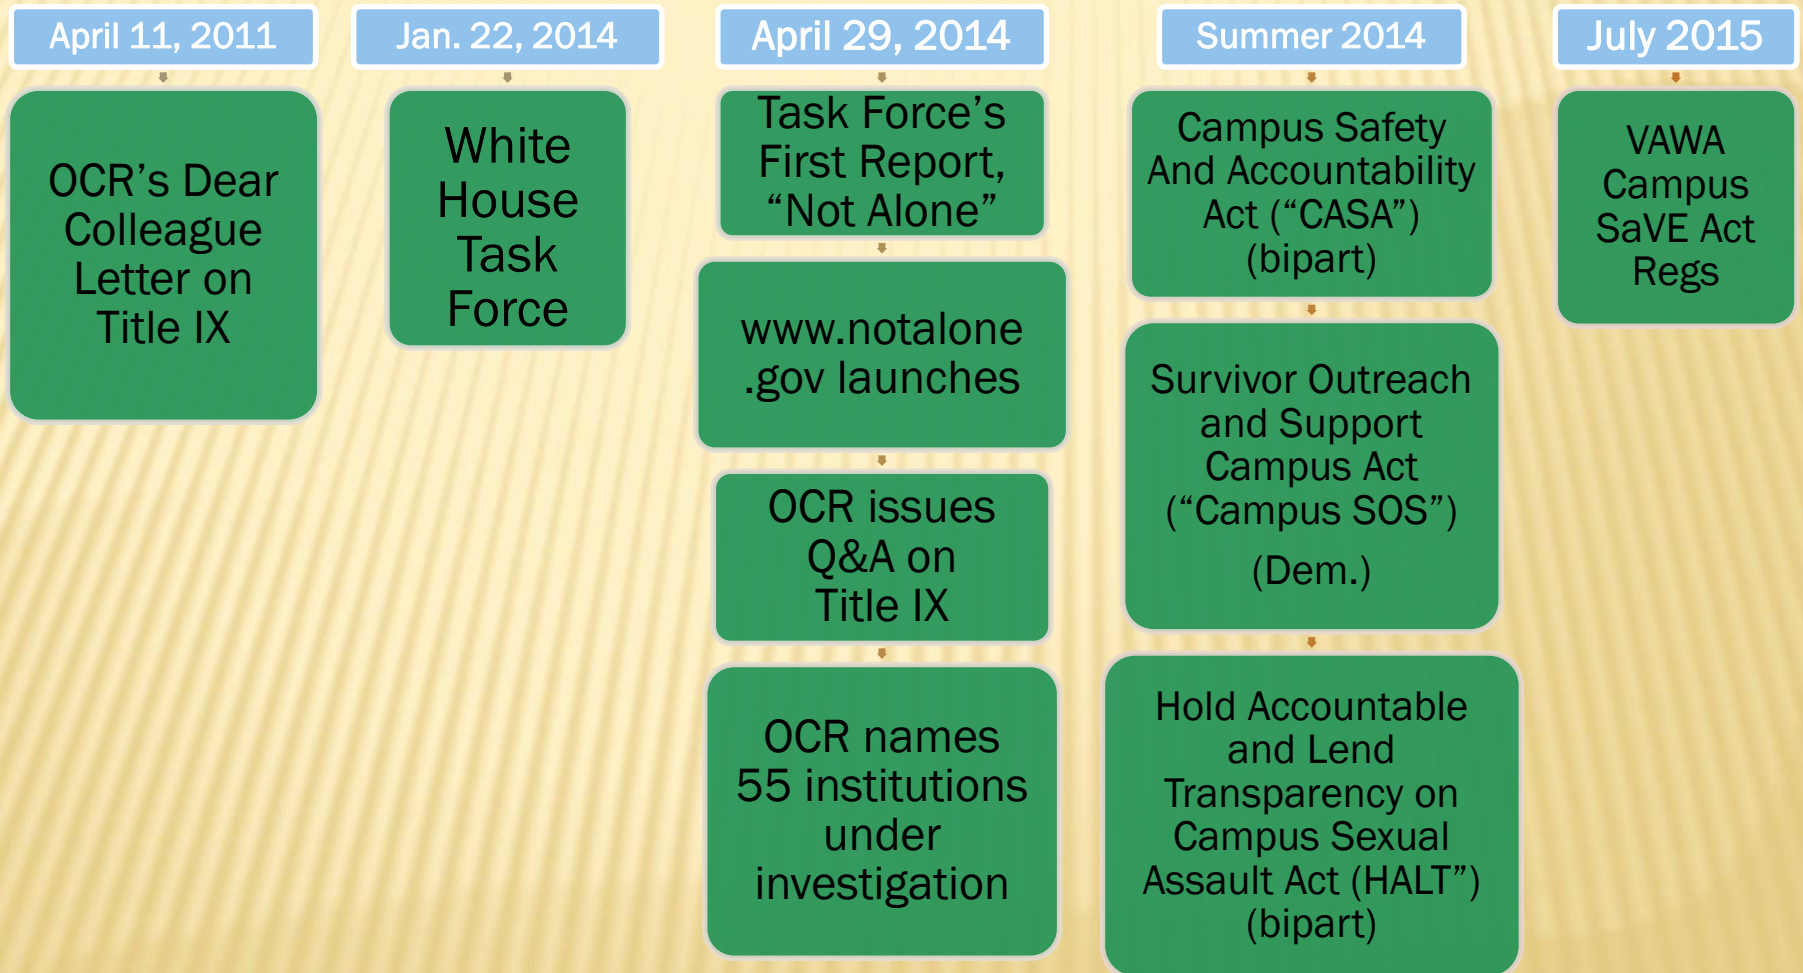 April 11, 2011
OCR’s Dear
Colleague
Letter on
Title IX
Jan. 22, 2014
White
House
Task
Force
April 29, 2014
Task Force’s
First Report,
“Not Alone”
www.notalone
.gov launches
OCR issues
Q&A on
Title IX
OCR names
55 institutions
under
investigation
Summer 2014
Campus Safety
And Accountability
Act (“CASA”)
(bipart)
Survivor Outreach
and Support
Campus Act
(“Campus SOS”)
(Dem.)
Hold Accountable
and Lend
Transparency on
Campus Sexual
Assault Act (HALT”)
(bipart)
July 2015
VAWA
Campus
SaVE Act
Regs